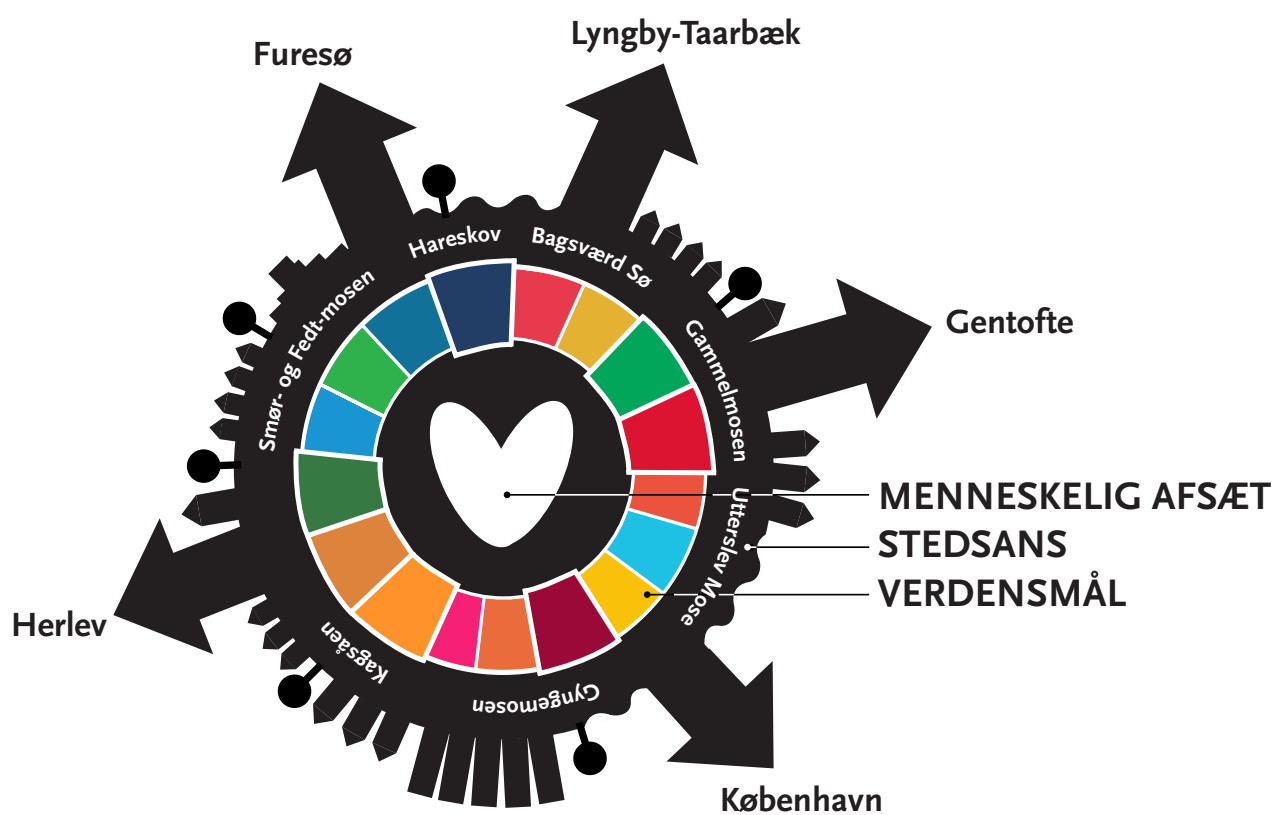 Lyngby-Taarbæk
Furesø
Hareskov
Bagsværd Sø
Smør- og Fedt-mosen
Gammelmosen
Gentofte
Utterslev Mose
MENNESKELIG AFSÆT
STEDSANS
VERDENSMÅL
Herlev
Kagsåen
Gyngemosen
København